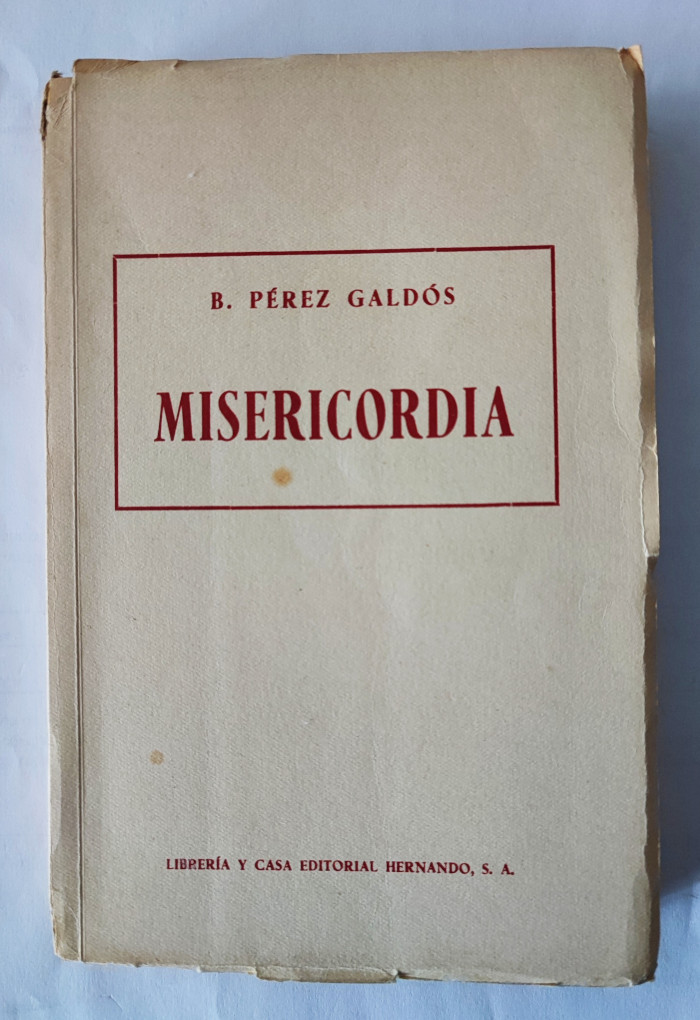 B. PÉREZ GALDÓS
MISERICORDIA
LIBRERÍA Y CASA EDITORIAL HERNANDO, S. A.